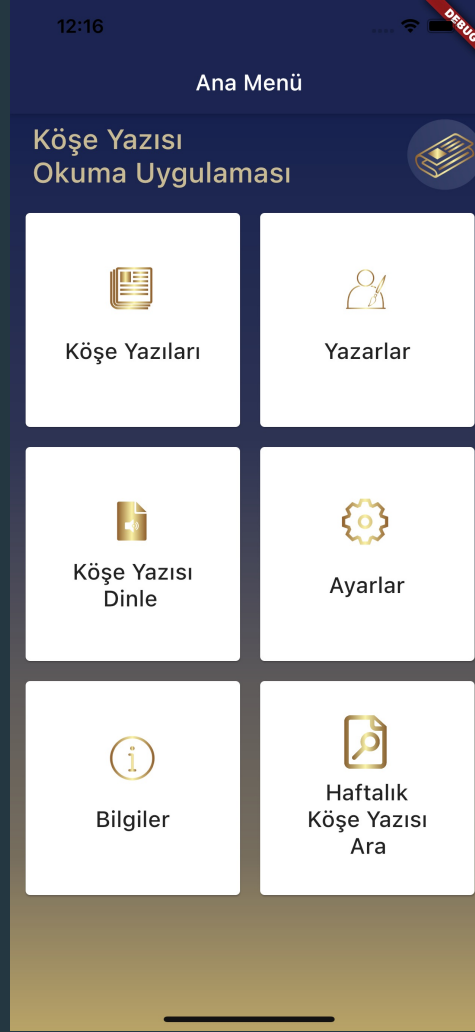 12:16
DEBUG
Ana Menü
Köşe Yazısı
Okuma Uygulaması
Köşe Yazıları
Yazarlar
Köşe Yazısı
Dinle
Ayarlar
Bilgiler
Haftalık
Köşe Yazısı
Ara